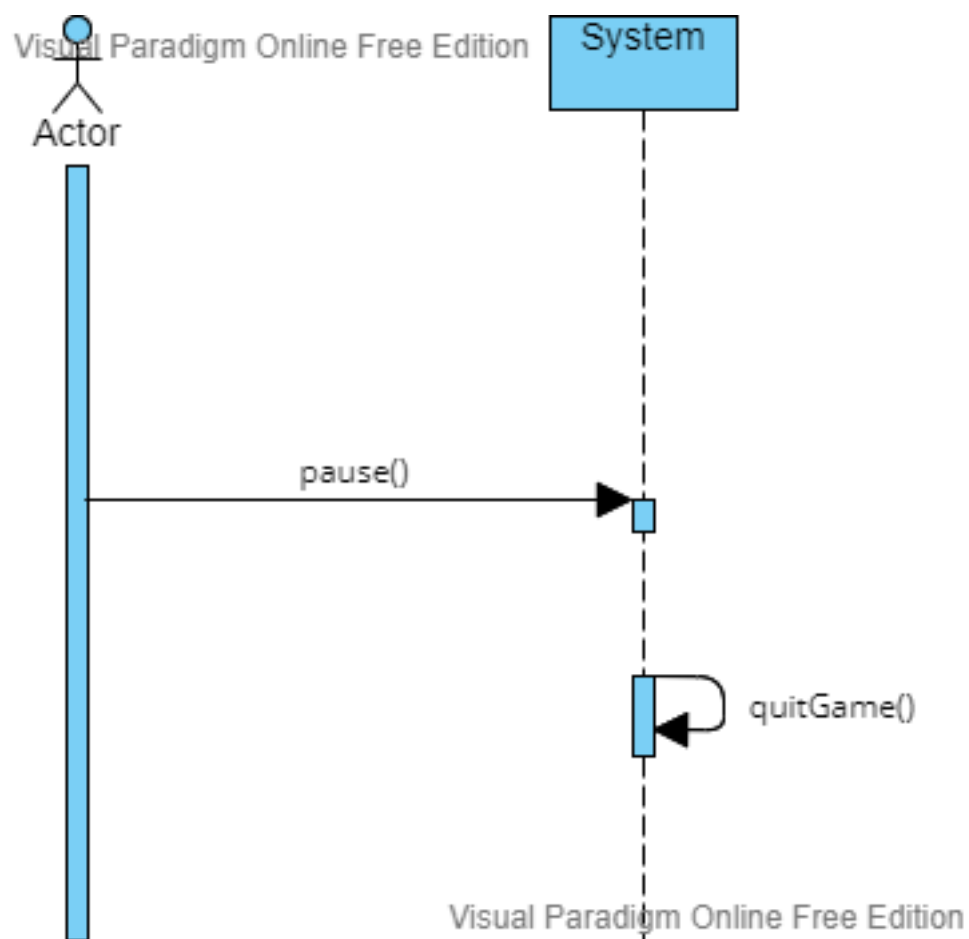 Visual Paradigm Online Free Edition
System
Actor
pause()
quitGame()
Visual Paradigm Online Free Edition